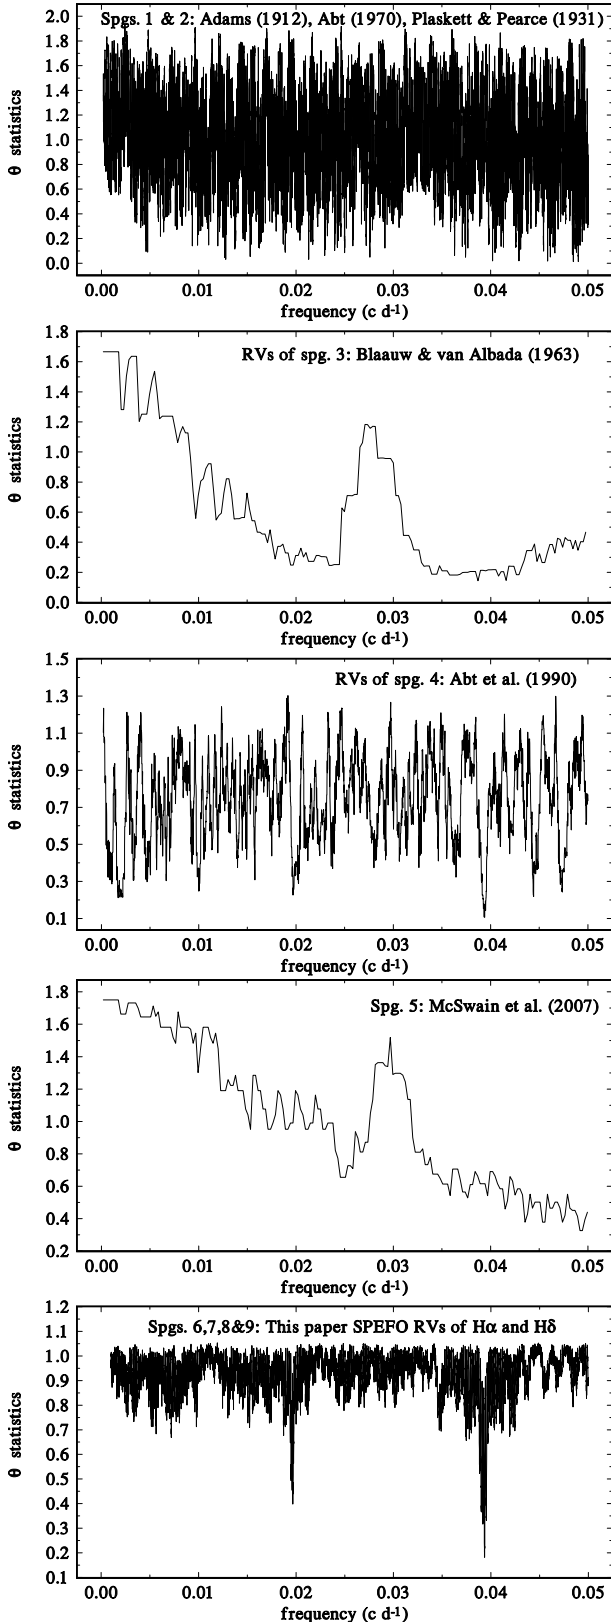 Spgs. 1 & 2: Adams (1912), Abt (1970), Plaskett & Pearce (1931)
θ statistics
2.0
1.8
1.6
1.4
1.2
1.0
0.8
0.6
0.4
0.2
0.0
0.00 0.01 0.02 0.03 0.04 0.05
frequency (c d-1)
RVs of spg. 3: Blaauw & van Albada (1963)
θ statistics
1.8
1.6
1.4
1.2
1.0
0.8
0.6
0.4
0.2
0.0
0.00 0.01 0.02 0.03 0.04 0.05
frequency (c d-1)
RVs of spg. 4: Abt et al. (1990)
θ statistics
1.5
1.3
1.1
0.9
0.7
0.5
0.3
0.1
0.00 0.01 0.02 0.03 0.04 0.05
frequency (c d-1)
Spg. 5: McSwain et al. (2007)
θ statistics
1.8
1.6
1.4
1.2
1.0
0.8
0.6
0.4
0.2
0.00 0.01 0.02 0.03 0.04 0.05
frequency (c d-1)
Spgs. 6,7,8&9: This paper SPEFO RVs of Hα and Hδ
θ statistics
1.2
1.1
1.0
0.9
0.8
0.7
0.6
0.5
0.4
0.3
0.2
0.1
0.00 0.01 0.02 0.03 0.04 0.05
frequency (c d-1)